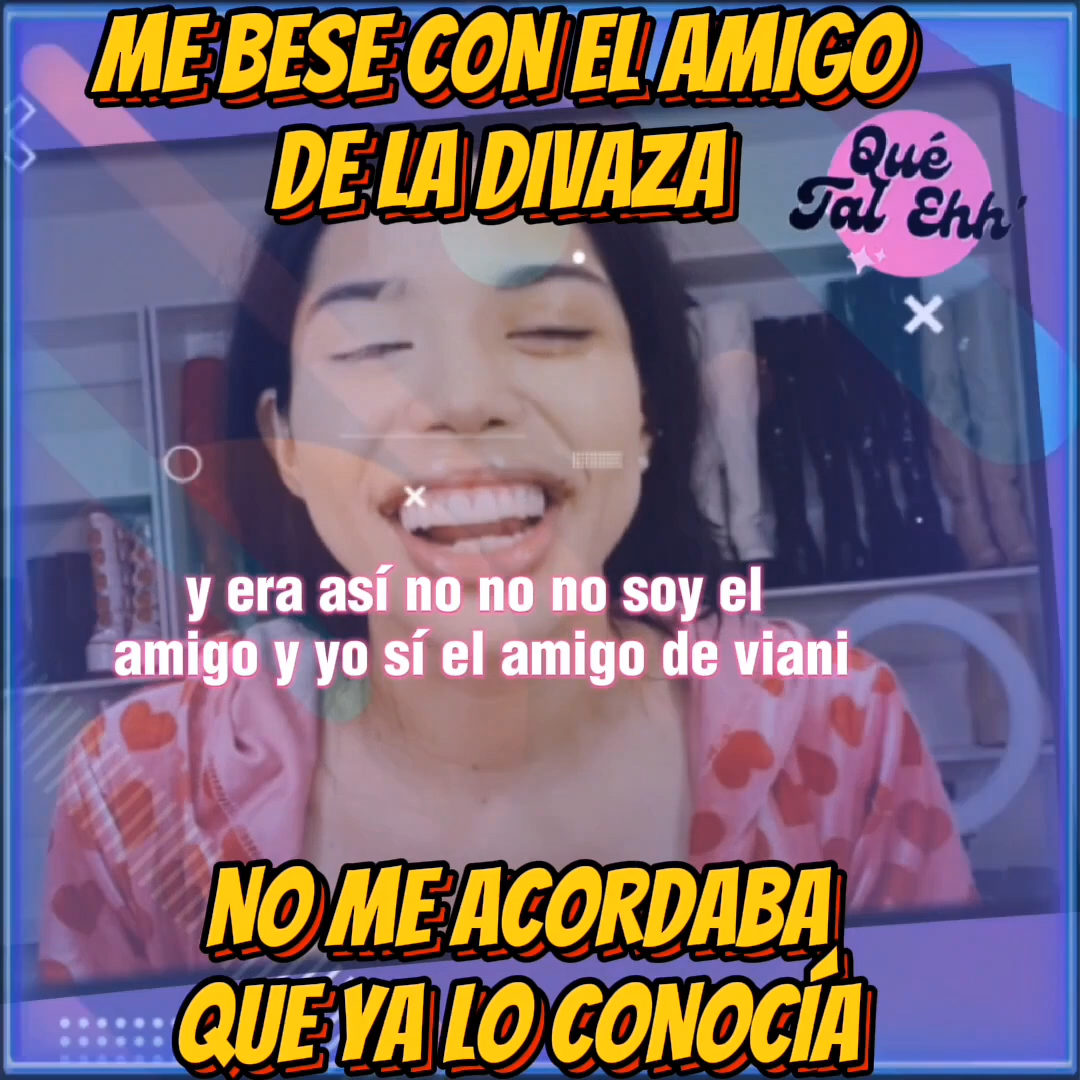 ME BESE CON EL AMIGO
DE LA DIVAZA
Qué
Tal Ehh'
y era así no no no soy el
amigo y yo sí el amigo de viani
NO ME ACORDABA
QUE YA LO CONOCÍA